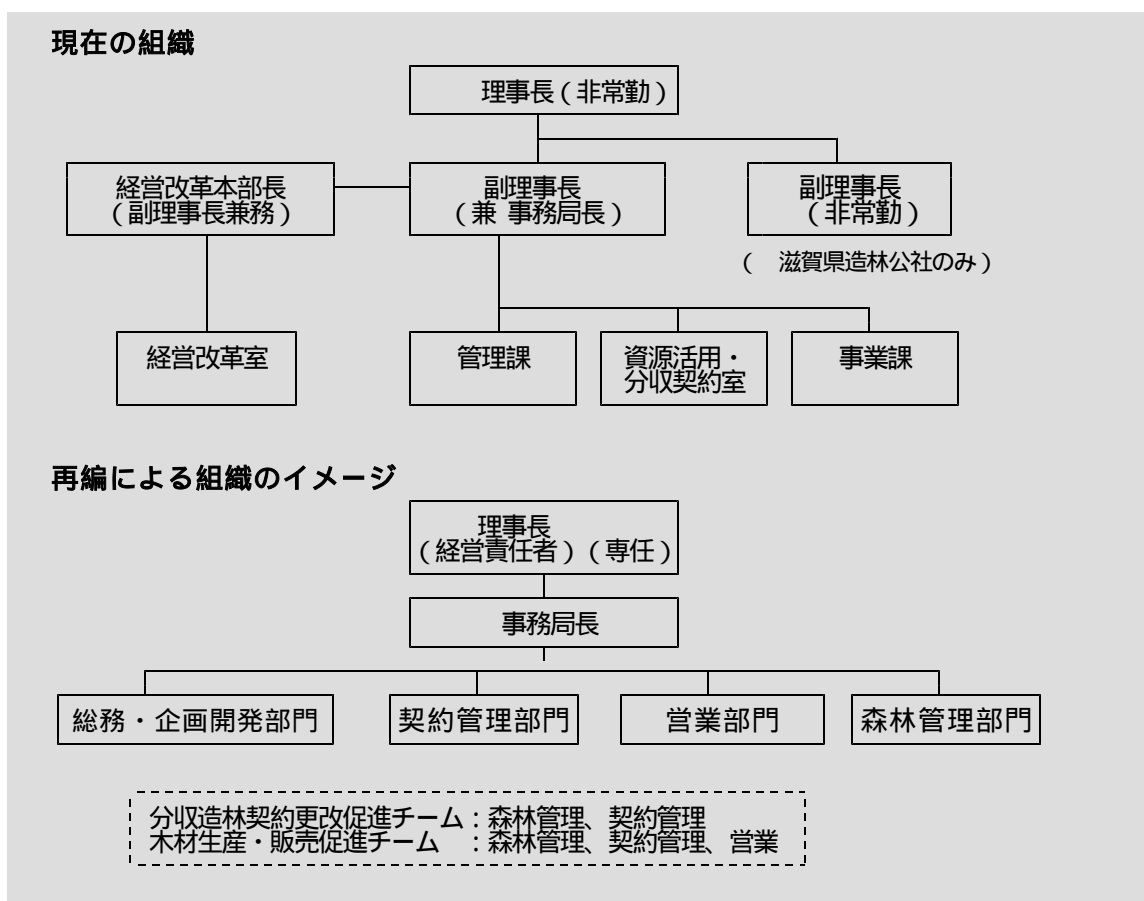 現在の組織
理事長（非常勤）
経営改革本部長
（副理事長兼務）
副理事長
（兼 事務局長）
副理事長
（非常勤）
（　滋賀県造林公社のみ）
経営改革室
管理課
資源活用・
分収契約室
事業課
再編による組織のイメージ
理事長
（経営責任者）（専任）
事務局長
総務・企画開発部門
契約管理部門
営業部門
森林管理部門
分収造林契約更改促進チーム：森林管理、契約管理
木材生産・販売促進チーム　：森林管理、契約管理、営業